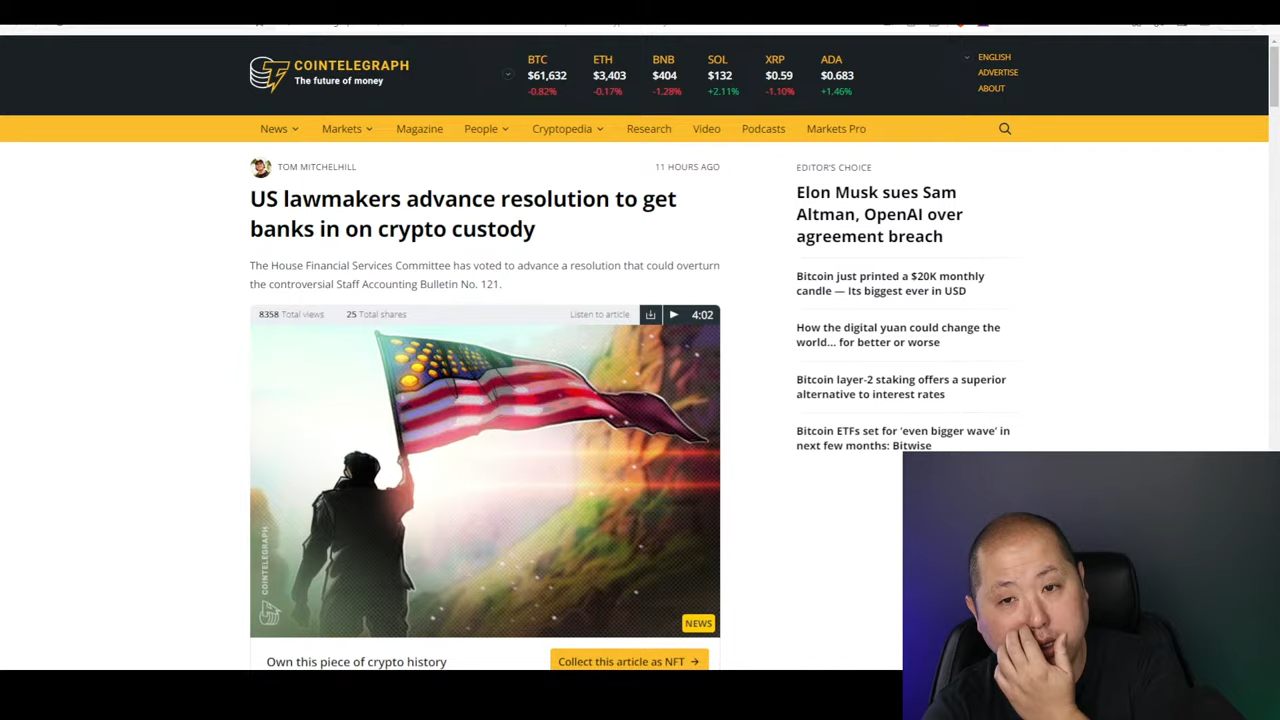 COINTELEGRAPH
The future of money
BTC
$61,632
-0.82%
ETH
$3,403
-0.17%
BNB
$404
-1.28%
SOL
$132
+2.11%
XRP
$0.59
-1.10%
ADA
$0.683
+1.46%
ENGLISH
ADVERTISE
ABOUT
News Markets Magazine People Cryptopedia Research Video Podcasts Markets Pro
TOM MITCHELHILL
11 HOURS AGO
US lawmakers advance resolution to get
banks in on crypto custody
The House Financial Services Committee has voted to advance a resolution that could overturn
the controversial Staff Accounting Bulletin No. 121.
8358 Total views 25 Total shares Listen to article 4:02
COINTELEGRAPH
NEWS
Own this piece of crypto history
Collect this article as NFT →
EDITOR'S CHOICE
Elon Musk sues Sam
Altman, OpenAI over
agreement breach
Bitcoin just printed a $20K monthly
candle — Its biggest ever in USD
How the digital yuan could change the
world... for better or worse
Bitcoin layer-2 staking offers a superior
alternative to interest rates
Bitcoin ETFs set for ‘even bigger wave’ in
next few months: Bitwise